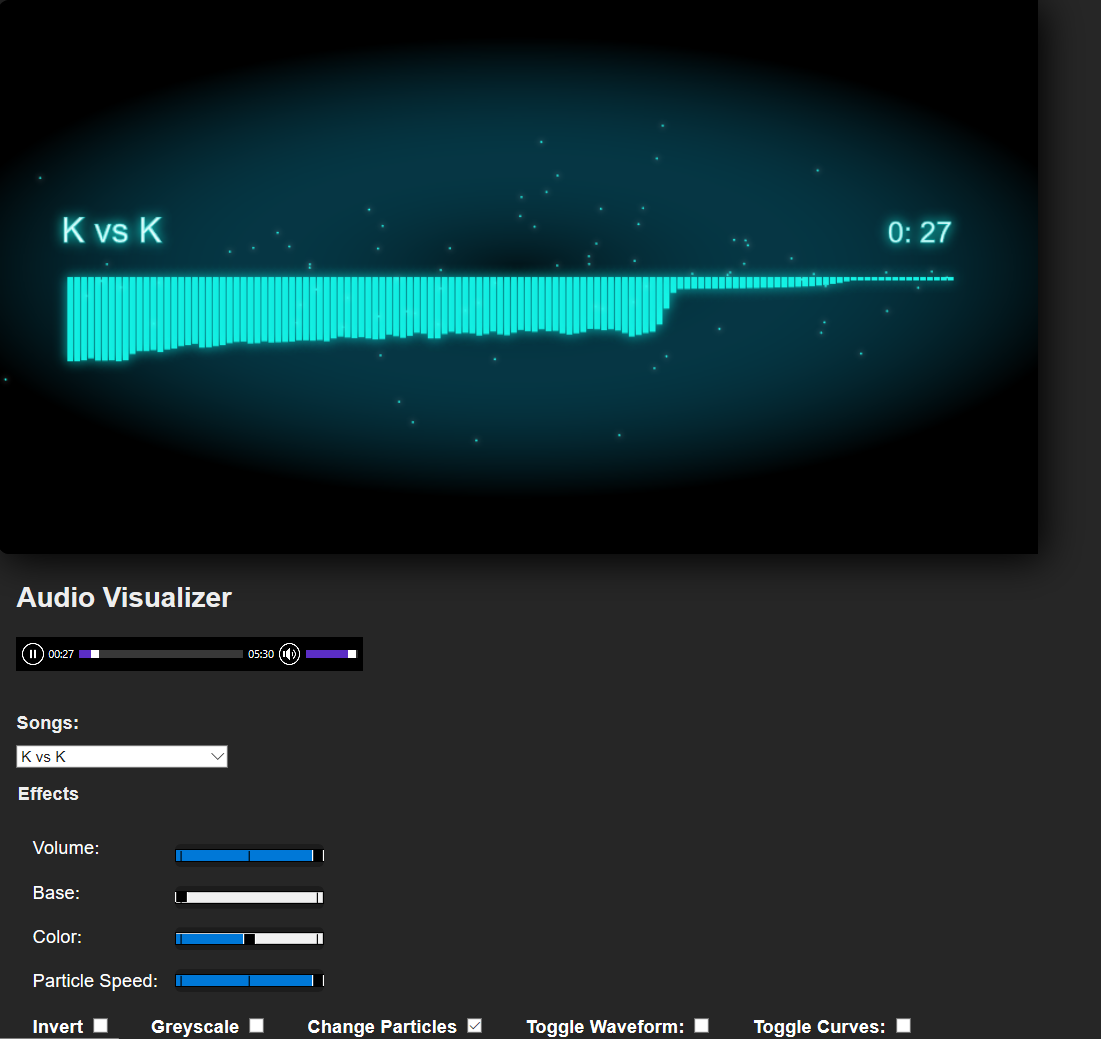 K vs K 0: 27
Audio Visualizer
00:27 05:30
Songs:
K vs K
Effects
Volume:
Base:
Color:
Particle Speed:
Invert Greyscale Change Particles Toggle Waveform: Toggle Curves: